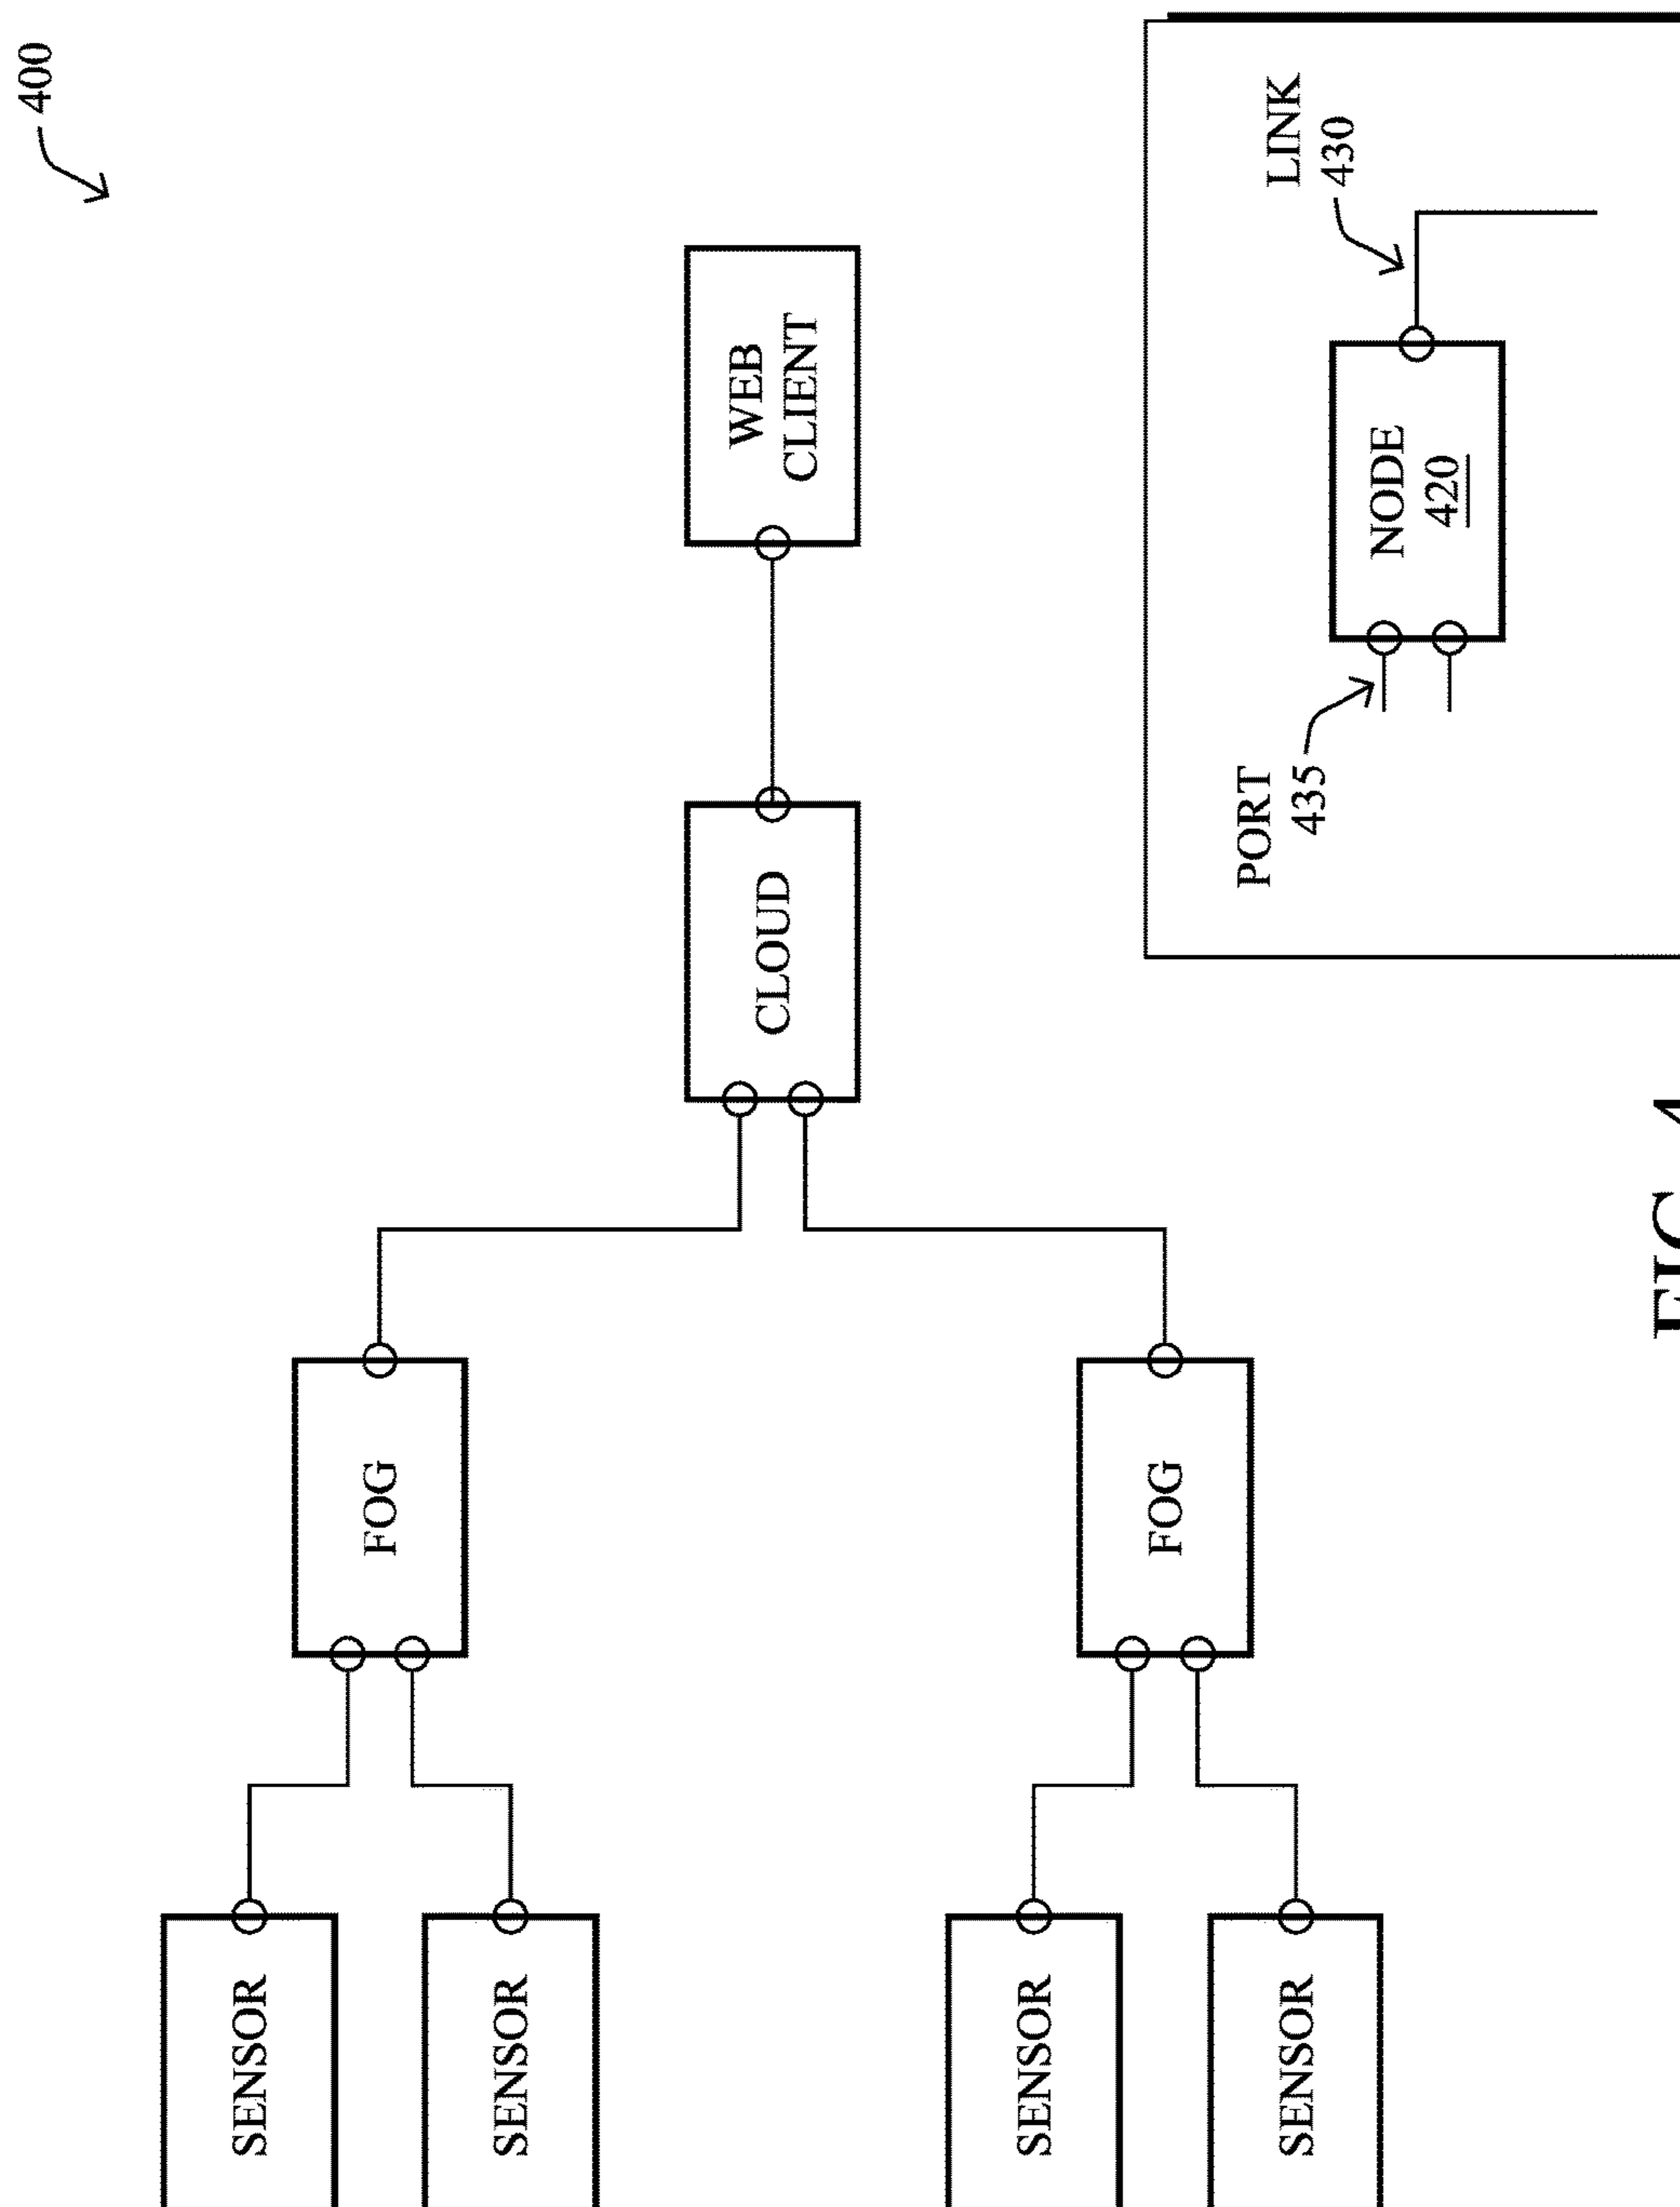 400
SENSOR
SENSOR
FOG
CLOUD
WEB
CLIENT
SENSOR
SENSOR
FOG
PORT
435
NODE
420
LINK
430